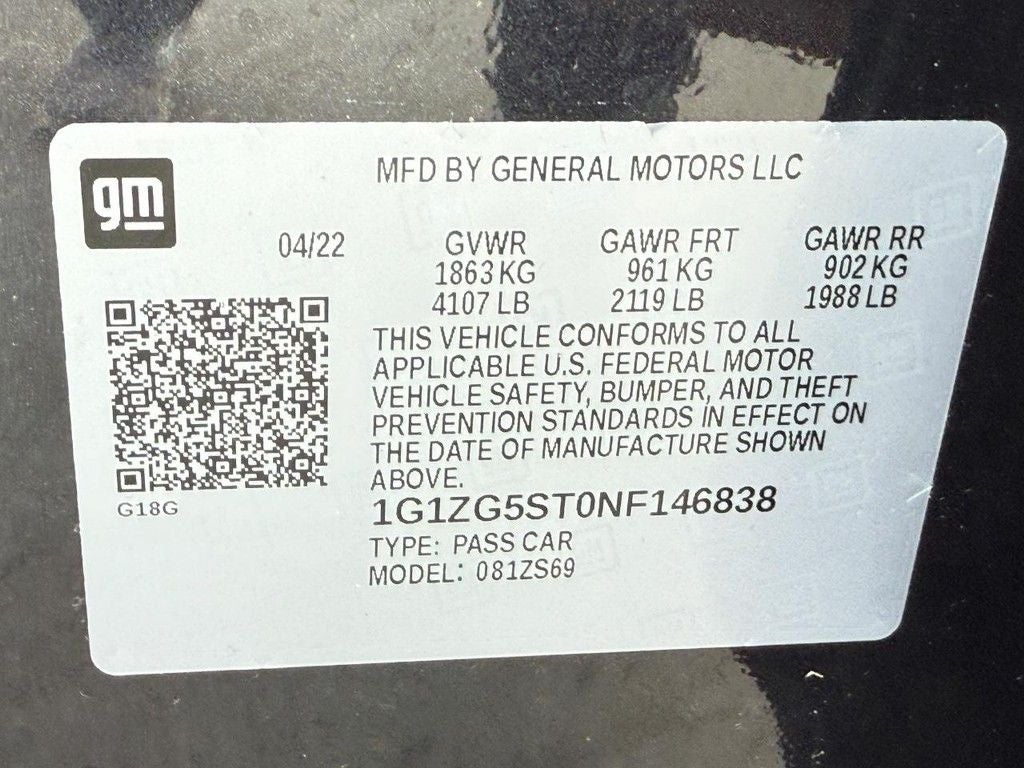 gm
MFD BY GENERAL MOTORS LLC
04/22 GVWR GAWR FRT GAWR RR
1863 KG 961 KG 902 KG
4107 LB 2119 LB 1988 LB
THIS VEHICLE CONFORMS TO ALL
APPLICABLE U.S. FEDERAL MOTOR
VEHICLE SAFETY, BUMPER, AND THEFT
PREVENTION STANDARDS IN EFFECT ON
THE DATE OF MANUFACTURE SHOWN
ABOVE.
G18G
1G1ZG5ST0NF146838
TYPE: PASS CAR
MODEL: 081ZS69